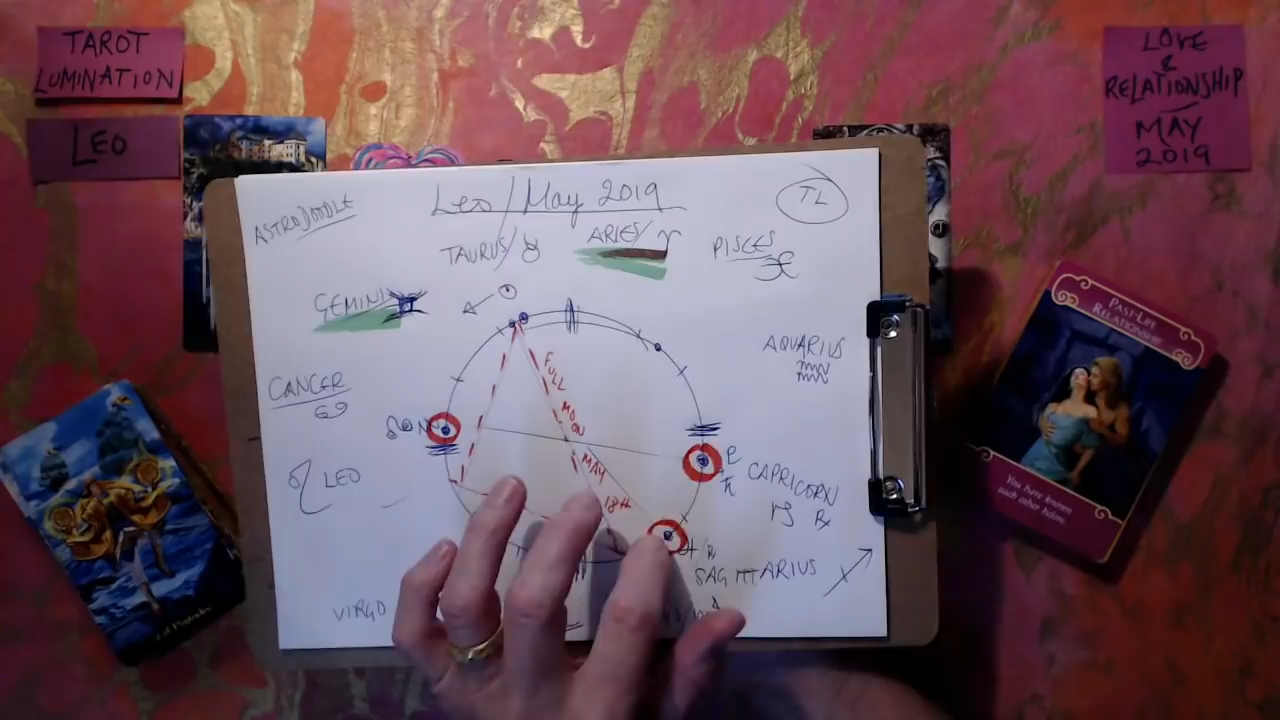 TAROT
LUMINATION
LEO
LOVE
&
RELATIONSHIP
MAY
2019
ASTRODOODLE
Leo/May 2019
TL
TAURUS/♉
ARIES/♈
PISCES
♓
GEMINI ♊
CANCER
♋
AQUARIUS
♒
♌ LEO
FULL
MOON
MAY
18th
CAPRICORN
♑ ℞
SAGITTARIUS
VIRGO
PAST-LIFE
RELATIONSHIP
You have known
each other before.